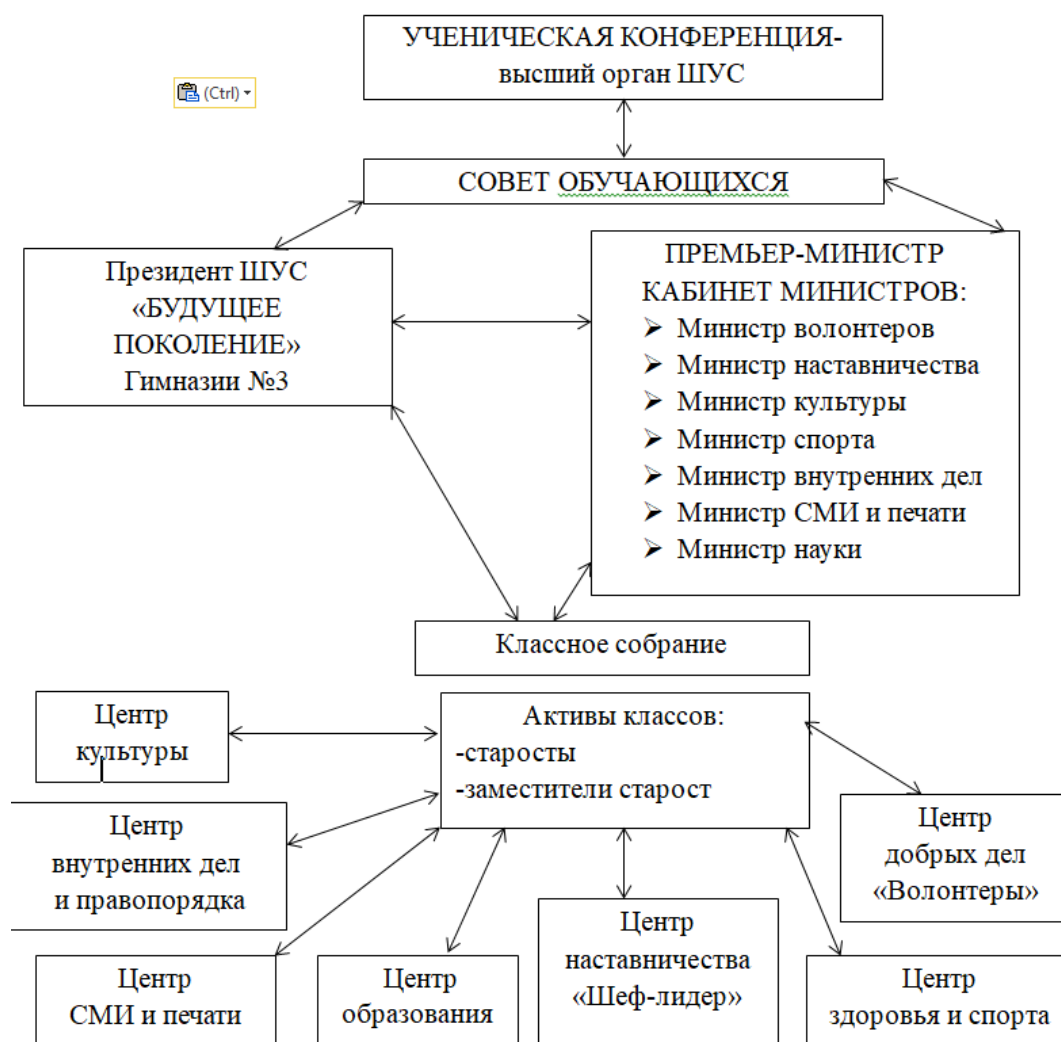 УЧЕНИЧЕСКАЯ КОНФЕРЕНЦИЯ-
высший орган ШУС
(Ctrl)
СОВЕТ ОБУЧАЮЩИХСЯ
Президент ШУС
«БУДУЩЕЕ
ПОКОЛЕНИЕ»
Гимназии №3
ПРЕМЬЕР-МИНИСТР
КАБИНЕТ МИНИСТРОВ:
➢ Министр волонтеров
➢ Министр наставничества
➢ Министр культуры
➢ Министр спорта
➢ Министр внутренних дел
➢ Министр СМИ и печати
➢ Министр науки
Классное собрание
Активы классов:
-старосты
-заместители старост
Центр
культуры
Центр
внутренних дел
и правопорядка
Центр
СМИ и печати
Центр
образования
Центр
наставничества
«Шеф-лидер»
Центр
здоровья и спорта
Центр
добрых дел
«Волонтеры»